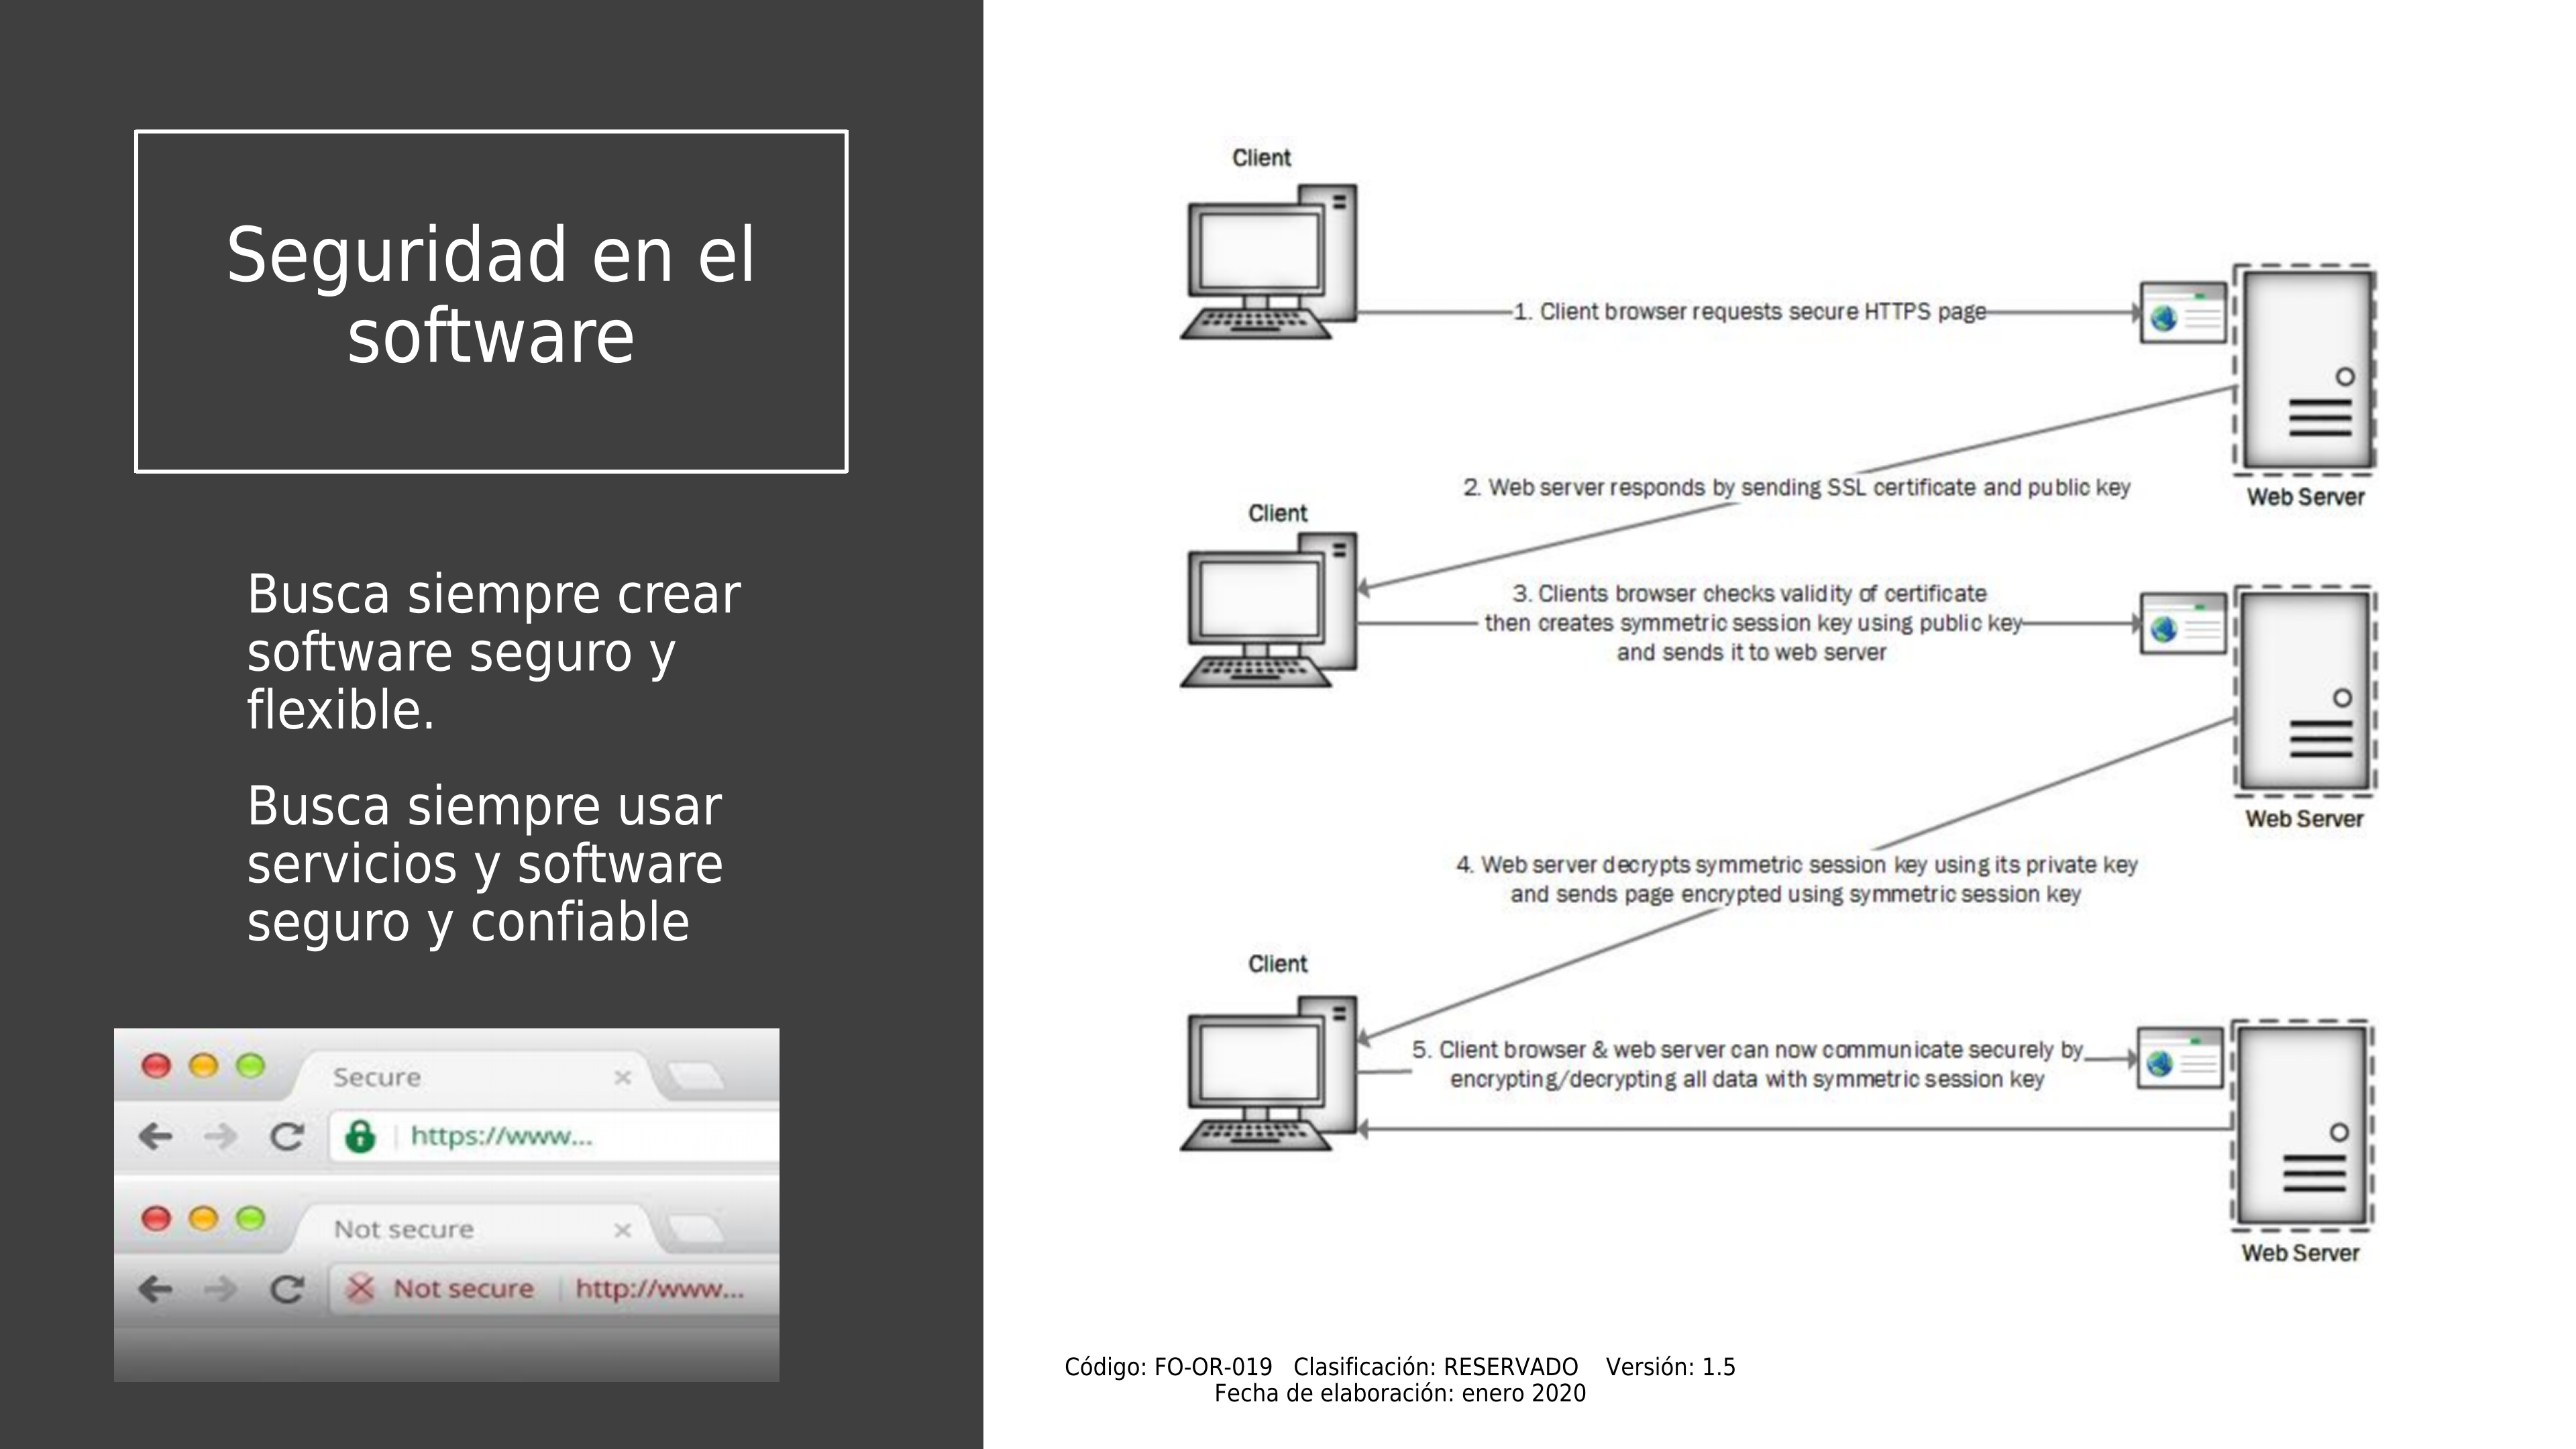 Seguridad en el
software
Busca siempre crear
software seguro y
flexible.
Busca siempre usar
servicios y software
seguro y confiable
Secure
https://www...
Not secure
Not secure
http://www...
Client
1. Client browser requests secure HTTPS page
Web Server
2. Web server responds by sending SSL certificate and public key
Client
3. Clients browser checks validity of certificate
then creates symmetric session key using public key
and sends it to web server
Web Server
4. Web server decrypts symmetric session key using its private key
and sends page encrypted using symmetric session key
Client
5. Client browser & web server can now communicate securely by
encrypting/decrypting all data with symmetric session key
Web Server
Código: FO-OR-019 Clasificación: RESERVADO Versión: 1.5
Fecha de elaboración: enero 2020